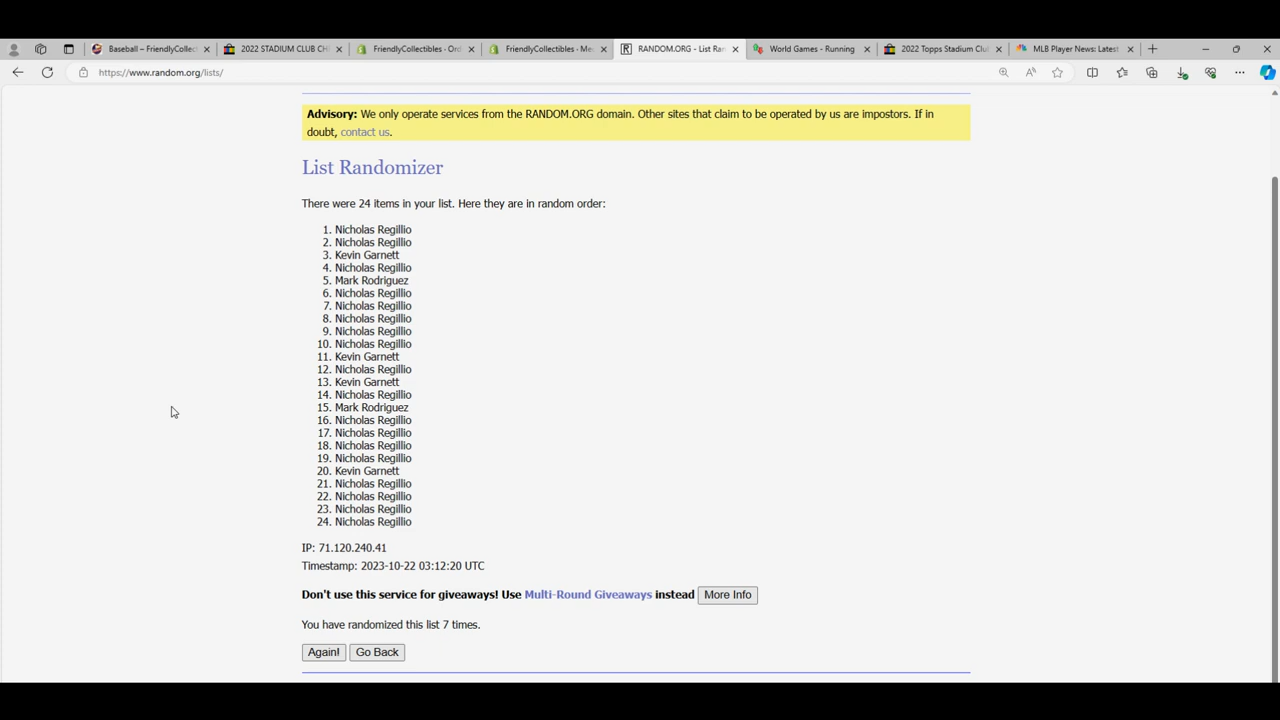 Baseball – FriendlyCollec
2022 STADIUM CLUB CH
FriendlyCollectibles - Ord
FriendlyCollectibles - Me
RANDOM.ORG - List Ran
World Games - Running
2022 Topps Stadium Clu
MLB Player News: Latest
https://www.random.org/lists/
Advisory: We only operate services from the RANDOM.ORG domain. Other sites that claim to be operated by us are impostors. If in
doubt, contact us.
List Randomizer
There were 24 items in your list. Here they are in random order:
1. Nicholas Regillio
2. Nicholas Regillio
3. Kevin Garnett
4. Nicholas Regillio
5. Mark Rodriguez
6. Nicholas Regillio
7. Nicholas Regillio
8. Nicholas Regillio
9. Nicholas Regillio
10. Nicholas Regillio
11. Kevin Garnett
12. Nicholas Regillio
13. Kevin Garnett
14. Nicholas Regillio
15. Mark Rodriguez
16. Nicholas Regillio
17. Nicholas Regillio
18. Nicholas Regillio
19. Nicholas Regillio
20. Kevin Garnett
21. Nicholas Regillio
22. Nicholas Regillio
23. Nicholas Regillio
24. Nicholas Regillio
IP: 71.120.240.41
Timestamp: 2023-10-22 03:12:20 UTC
Don't use this service for giveaways! Use Multi-Round Giveaways instead More Info
You have randomized this list 7 times.
Again! Go Back